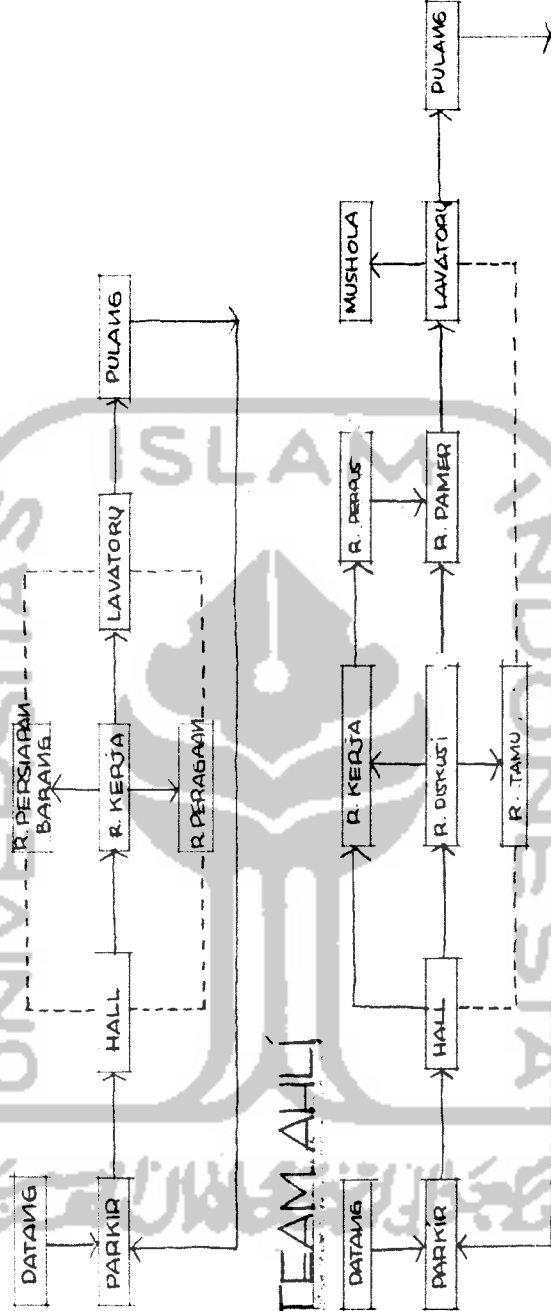 DATANG
PARKIR
HALL
R. PERSIAPAN
BARANG
R. KERJA
R. PERAGAAN
LAVATORY
PULANG
TEAM AHLI
DATANG
PARKIR
HALL
R. KERJA
R. DISKUSI
R. TAMU
R. PERPUS
R. PAMER
MUSHOLA
LAVATORY
PULANG
UNIVERSITAS
ISLAM
INDONESIA